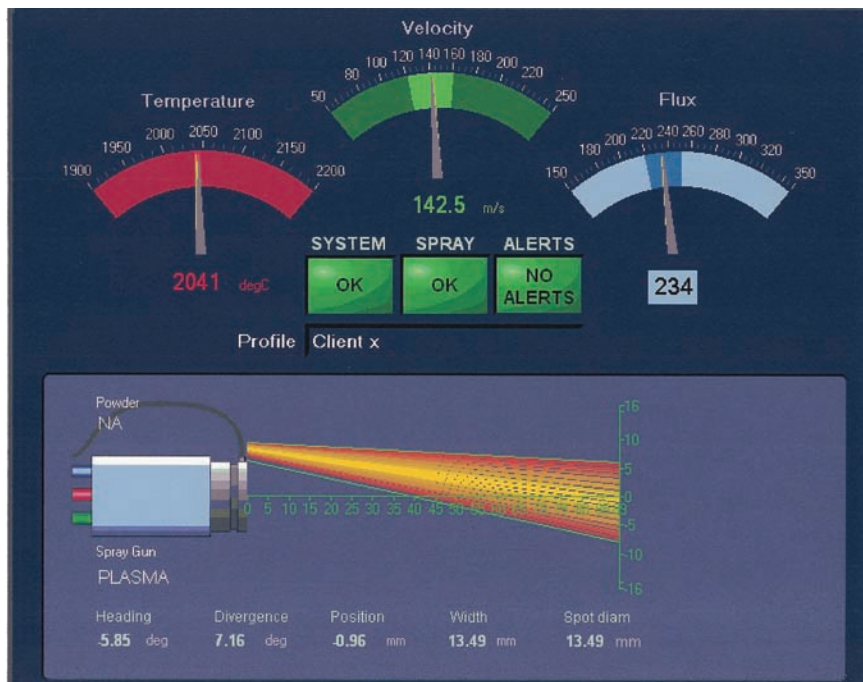 Velocity
50 80 100 120 140 160 180 200 220 250
Temperature
1900 1950 2000 2050 2100 2150 2200
Flux
150 180 200 220 240 260 280 300 320 350
142.5 m/s
2041 degC
234
SYSTEM SPRAY ALERTS
OK OK NO ALERTS
Profile Client x
Powder
NA
16
10
5
0
-5
-10
-16
0 5 10 15 20 25 30 35 40 45 50 55
Spray Gun
PLASMA
Heading Divergence Position Width Spot diam
-5.85 deg 7.16 deg -0.96 mm 13.49 mm 13.49 mm